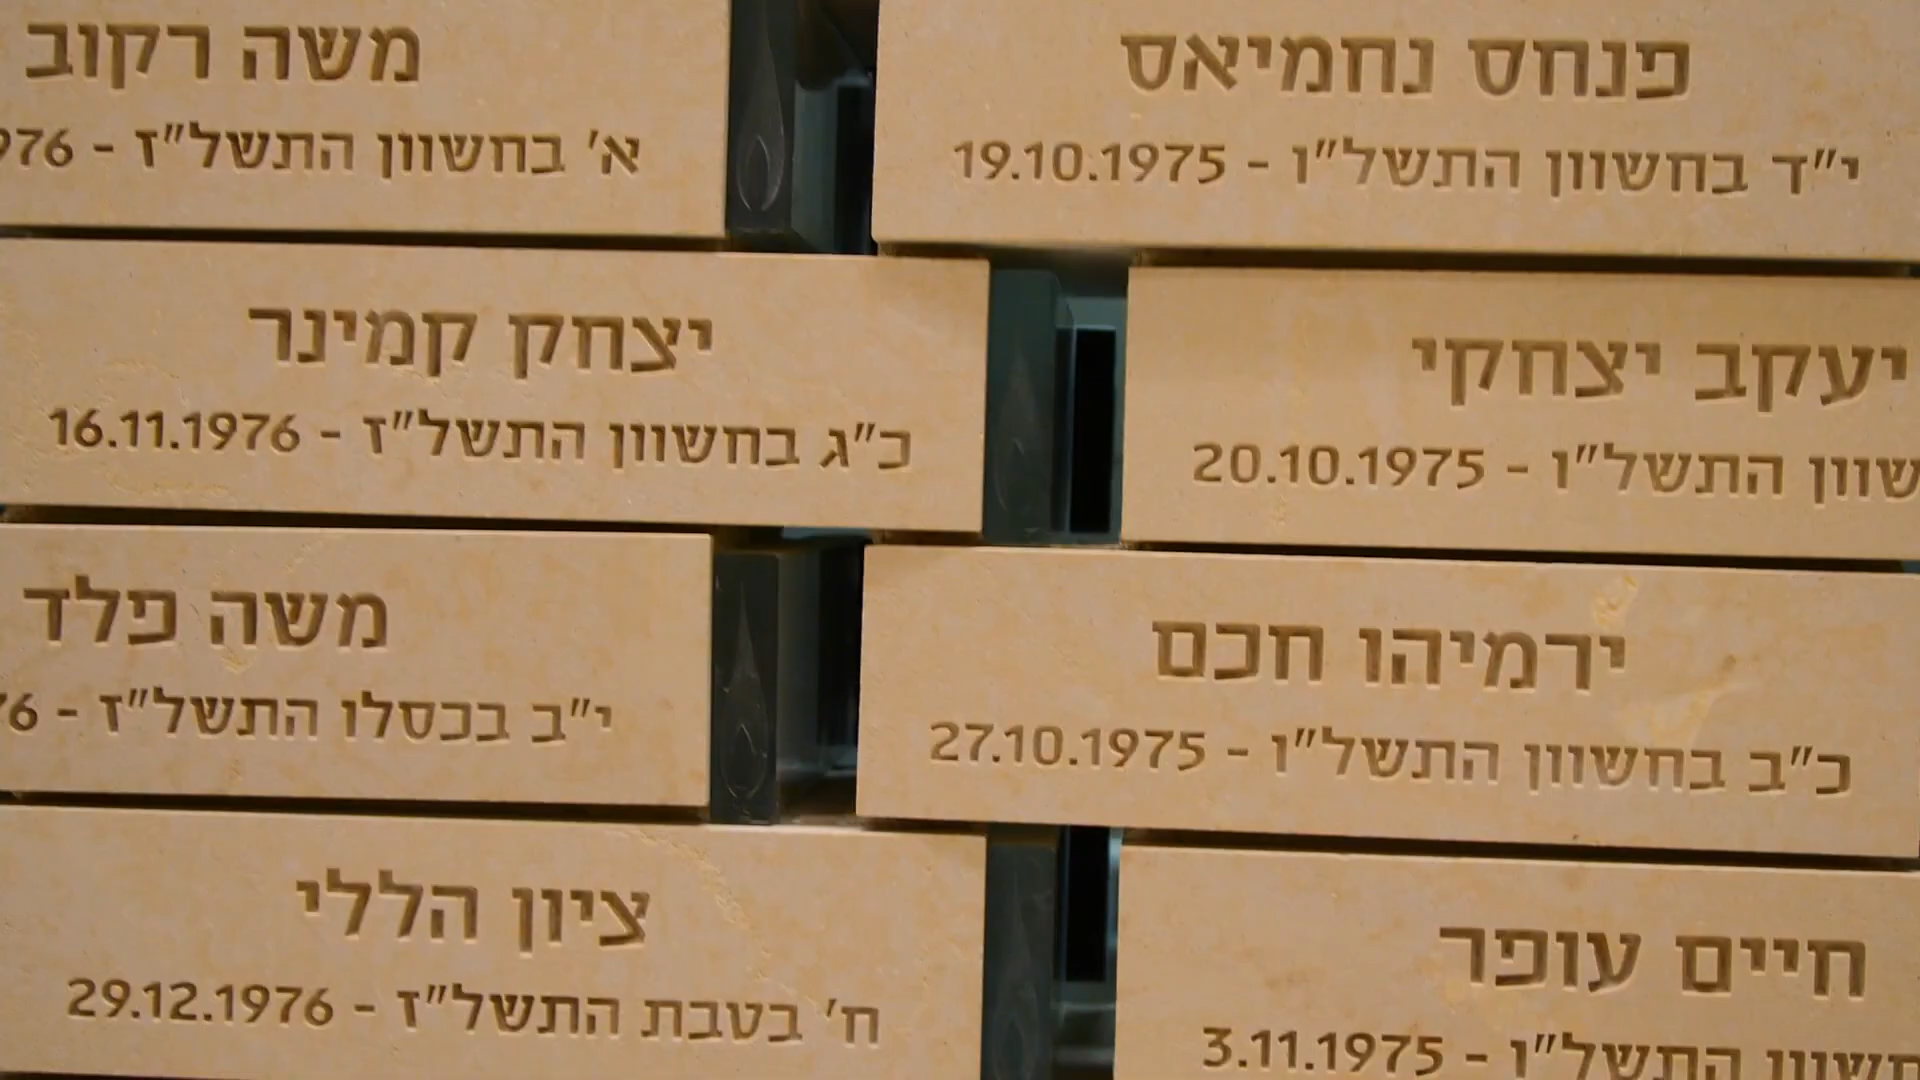 פנחס נחמיאס
י"ד בחשוון התשל"ו - 19.10.1975
יעקב יצחקי
התשל"ו - 20.10.1975
ירמיהו חכם
כ"ב בחשוון התשל"ו - 27.10.1975
חיים עופר
התשל"ו - 3.11.1975
משה רקוב
א' בחשוון התשל"ז -
יצחק קמינר
כ"ג בחשוון התשל"ז - 16.11.1976
משה פלד
י"ב בכסלו התשל"ז -
ציון הללי
ח' בטבת התשל"ז - 29.12.1976